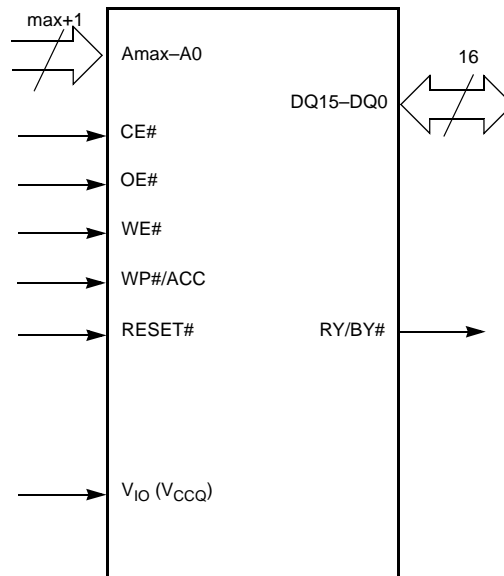 max+1
Amax–A0
16
DQ15–DQ0
CE#
OE#
WE#
WP#/ACC
RESET#
RY/BY#
VIO (VCCQ)